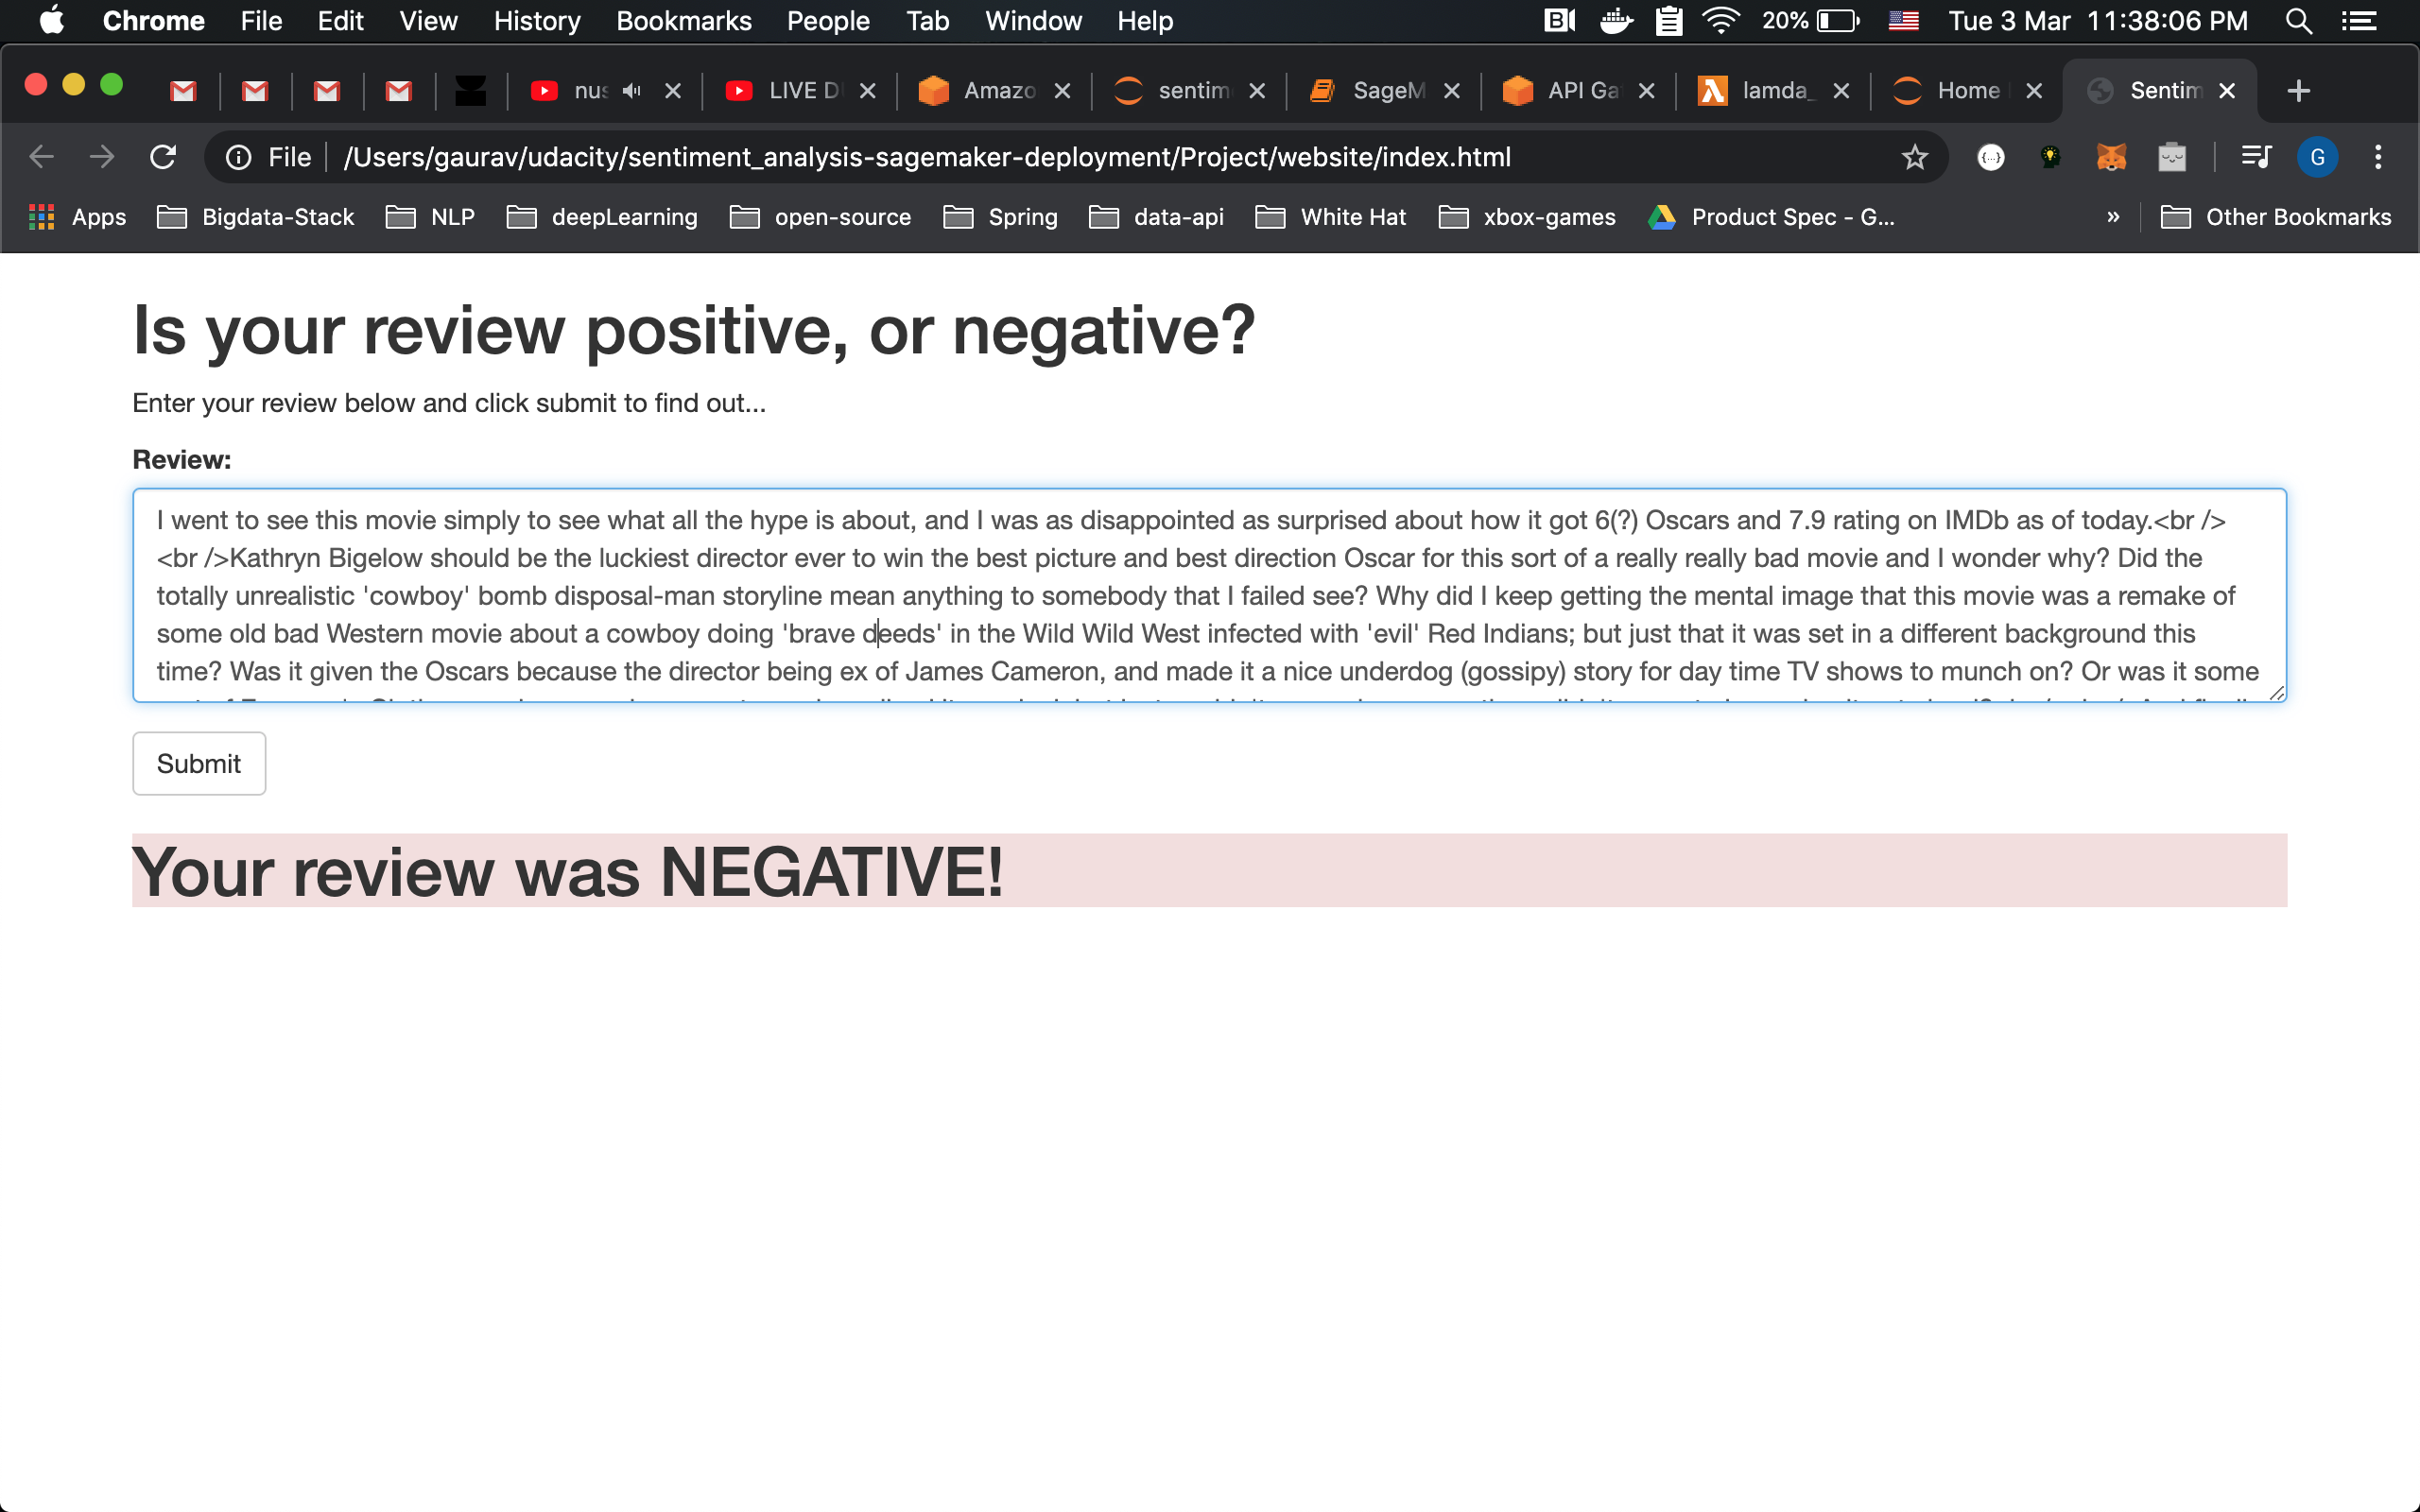 Chrome File Edit View History Bookmarks People Tab Window Help 20% Tue 3 Mar 11:38:06 PM
nus LIVE D Amazo sentim SageM API Ga lamda_ Home Sentim
File /Users/gaurav/udacity/sentiment_analysis-sagemaker-deployment/Project/website/index.html G
Apps Bigdata-Stack NLP deepLearning open-source Spring data-api White Hat xbox-games Product Spec - G... » Other Bookmarks
Is your review positive, or negative?
Enter your review below and click submit to find out...
Review:
I went to see this movie simply to see what all the hype is about, and I was as disappointed as surprised about how it got 6(?) Oscars and 7.9 rating on IMDb as of today.<br />
<br />Kathryn Bigelow should be the luckiest director ever to win the best picture and best direction Oscar for this sort of a really really bad movie and I wonder why? Did the
totally unrealistic 'cowboy' bomb disposal-man storyline mean anything to somebody that I failed see? Why did I keep getting the mental image that this movie was a remake of
some old bad Western movie about a cowboy doing 'brave deeds' in the Wild Wild West infected with 'evil' Red Indians; but just that it was set in a different background this
time? Was it given the Oscars because the director being ex of James Cameron, and made it a nice underdog (gossipy) story for day time TV shows to munch on? Or was it some
Submit
Your review was NEGATIVE!